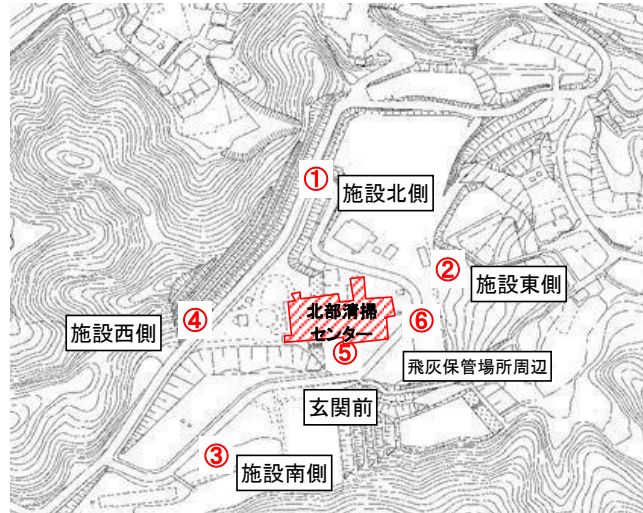 ①
施設北側
②
施設東側
北部清掃
センター
④
⑥
施設西側
⑤
飛灰保管場所周辺
玄関前
③
施設南側